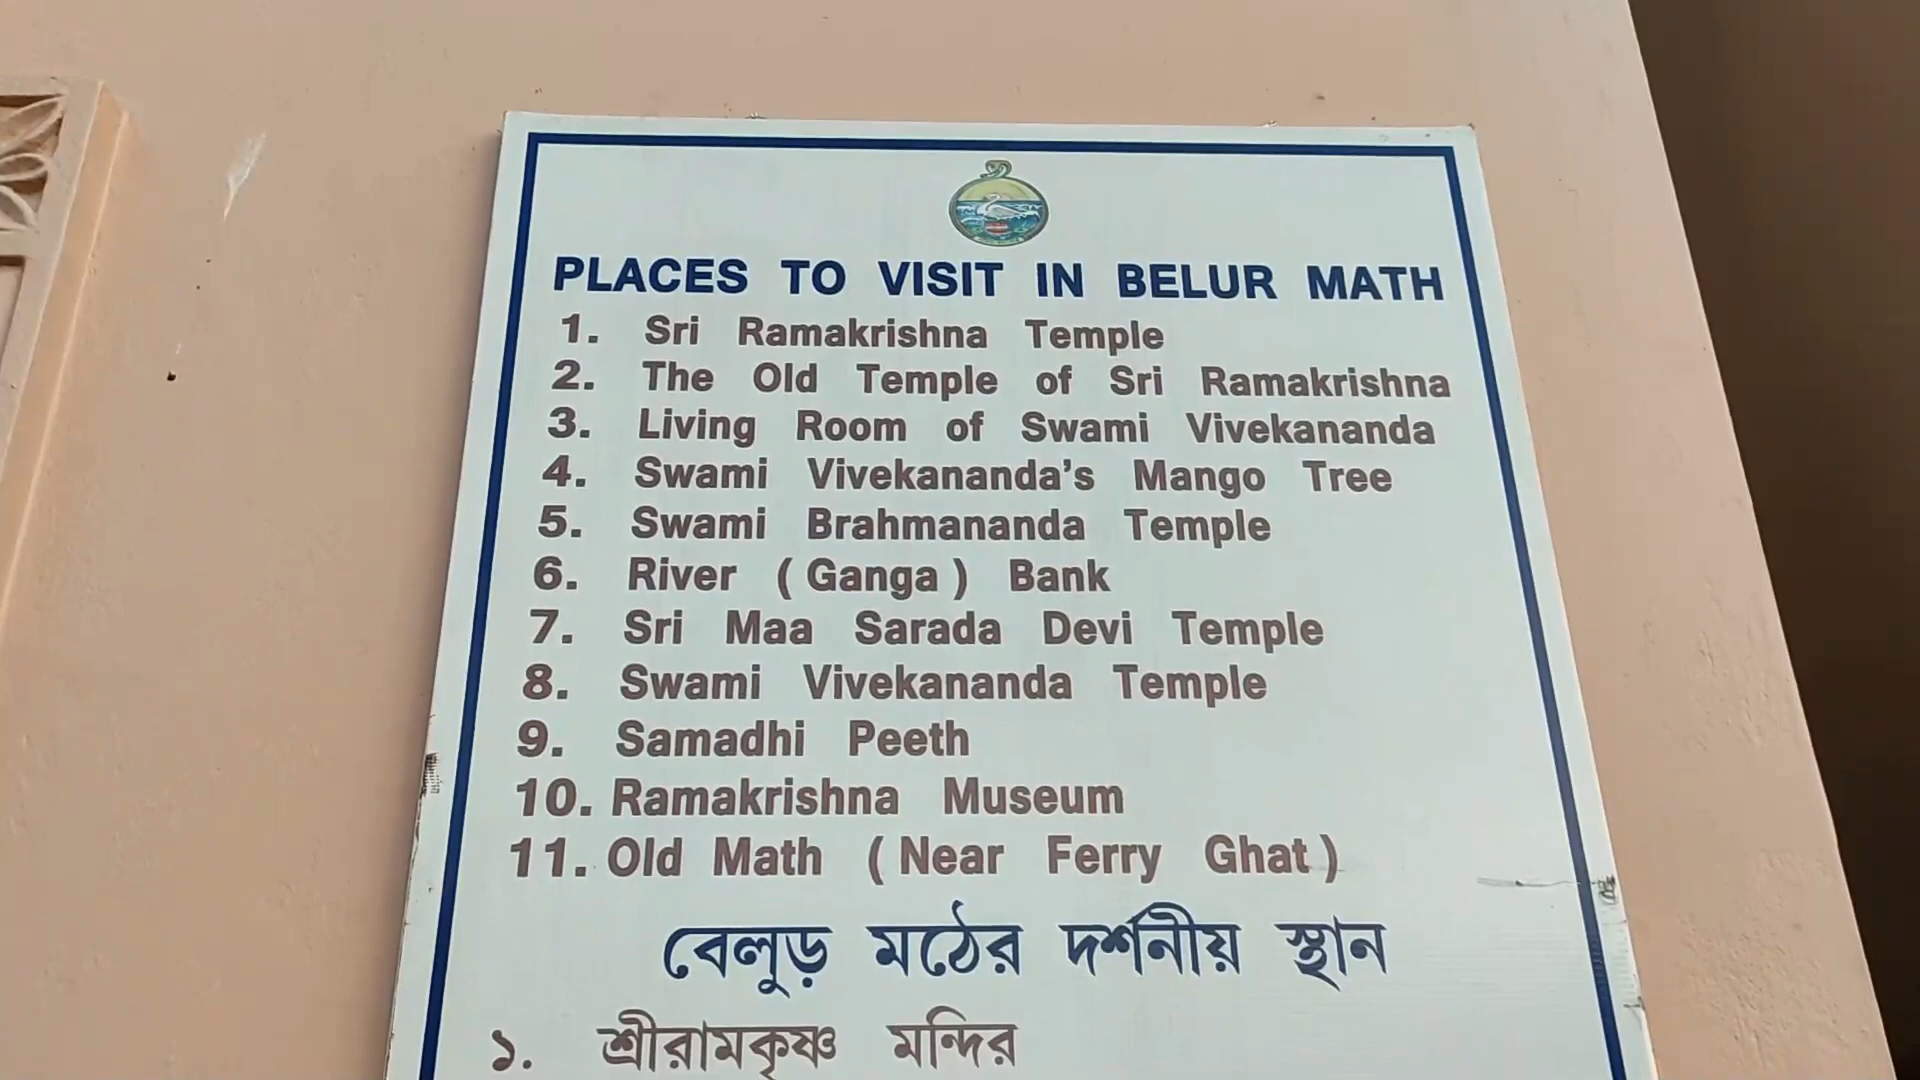 PLACES TO VISIT IN BELUR MATH
1. Sri Ramakrishna Temple
2. The Old Temple of Sri Ramakrishna
3. Living Room of Swami Vivekananda
4. Swami Vivekananda's Mango Tree
5. Swami Brahmananda Temple
6. River ( Ganga ) Bank
7. Sri Maa Sarada Devi Temple
8. Swami Vivekananda Temple
9. Samadhi Peeth
10. Ramakrishna Museum
11. Old Math ( Near Ferry Ghat )
বেলুড় মঠের দর্শনীয় স্থান
১. শ্রীরামকৃষ্ণ মন্দির